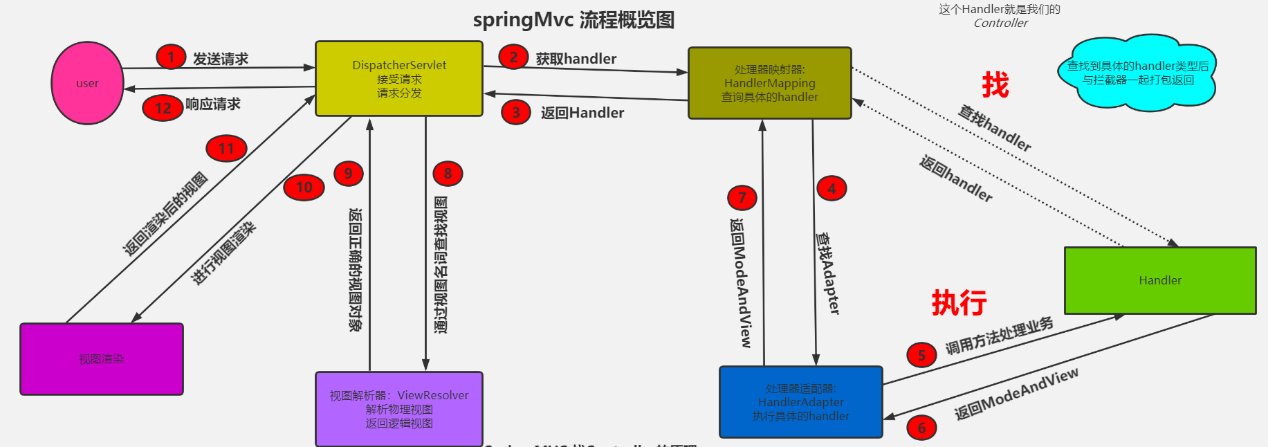 springMvc 流程概览图
这个Handler就是我们的
Controller
user
1
发送请求
12
响应请求
DispatcherServlet
接受请求
请求分发
2
获取handler
3
返回Handler
处理器映射器:
HandlerMapping
查询具体的handler
找
查找到具体的handler类型后
与拦截器一起打包返回
查找handler
返回handler
11
返回渲染后的视图
10
进行视图渲染
9
返回正确的视图对象
8
通过视图名词查找视图
7
返回ModeAndView
4
查找Adapter
Handler
执行
5
调用方法处理业务
6
返回ModeAndView
视图渲染
视图解析器：ViewResolver
解析物理视图
返回逻辑视图
处理器适配器:
HandlerAdapter
执行具体的handler